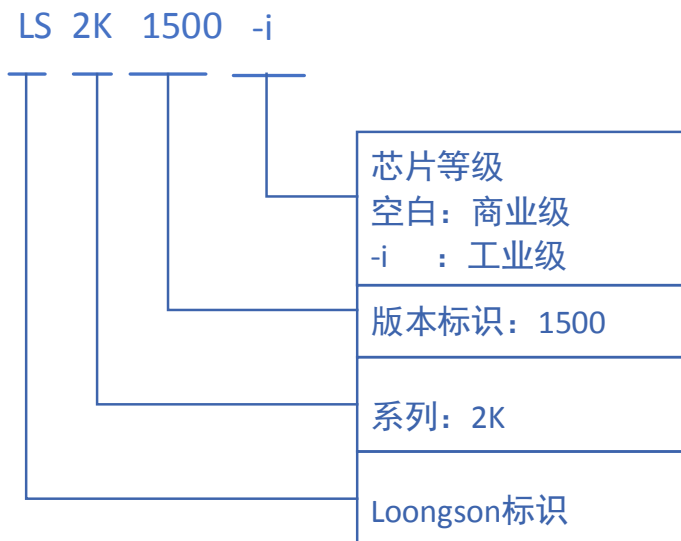 LS 2K 1500 -i
芯片等级
空白：商业级
-i ：工业级
版本标识：1500
系列：2K
Loongson标识